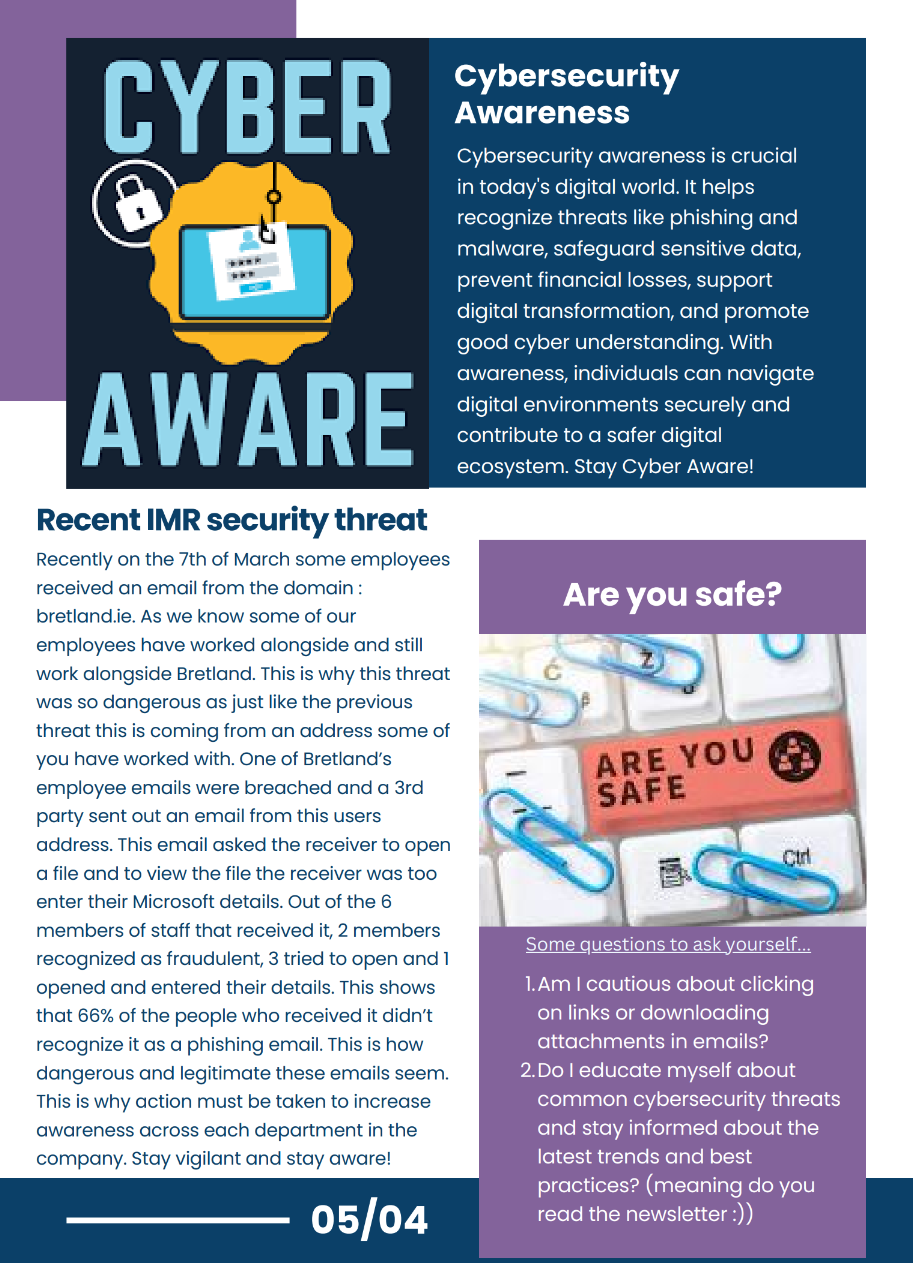 CYBER
AWARE
Cybersecurity
Awareness
Cybersecurity awareness is crucial
in today's digital world. It helps
recognize threats like phishing and
malware, safeguard sensitive data,
prevent financial losses, support
digital transformation, and promote
good cyber understanding. With
awareness, individuals can navigate
digital environments securely and
contribute to a safer digital
ecosystem. Stay Cyber Aware!
Recent IMR security threat
Recently on the 7th of March some employees
received an email from the domain :
bretland.ie. As we know some of our
employees have worked alongside and still
work alongside Bretland. This is why this threat
was so dangerous as just like the previous
threat this is coming from an address some of
you have worked with. One of Bretland’s
employee emails were breached and a 3rd
party sent out an email from this users
address. This email asked the receiver to open
a file and to view the file the receiver was too
enter their Microsoft details. Out of the 6
members of staff that received it, 2 members
recognized as fraudulent, 3 tried to open and 1
opened and entered their details. This shows
that 66% of the people who received it didn’t
recognize it as a phishing email. This is how
dangerous and legitimate these emails seem.
This is why action must be taken to increase
awareness across each department in the
company. Stay vigilant and stay aware!
05/04
Are you safe?
Z
ARE YOU
SAFE
Ctrl
Some questions to ask yourself...
1. Am I cautious about clicking
on links or downloading
attachments in emails?
2. Do I educate myself about
common cybersecurity threats
and stay informed about the
latest trends and best
practices? (meaning do you
read the newsletter :))